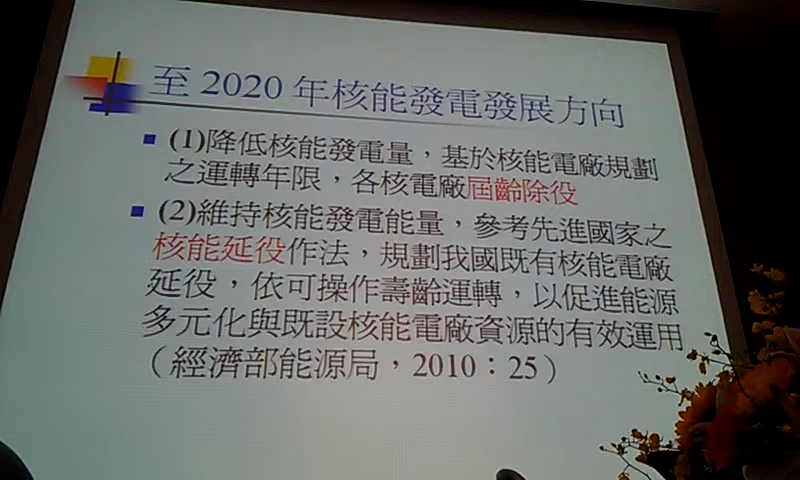 至 2020 年核能發電發展方向
(1)降低核能發電量，基於核能電廠規劃
之運轉年限，各核電廠屆齡除役
(2)維持核能發電能量，參考先進國家之
核能延役作法，規劃我國既有核能電廠
延役，依可操作壽齡運轉，以促進能源
多元化與既設核能電廠資源的有效運用
（經濟部能源局，2010：25）